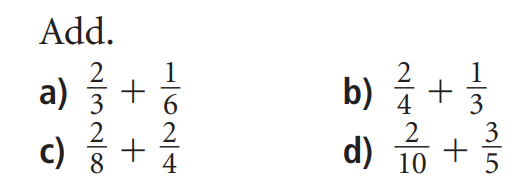 Add.
a) 2/3 + 1/6 b) 2/4 + 1/3
c) 2/8 + 2/4 d) 2/10 + 3/5